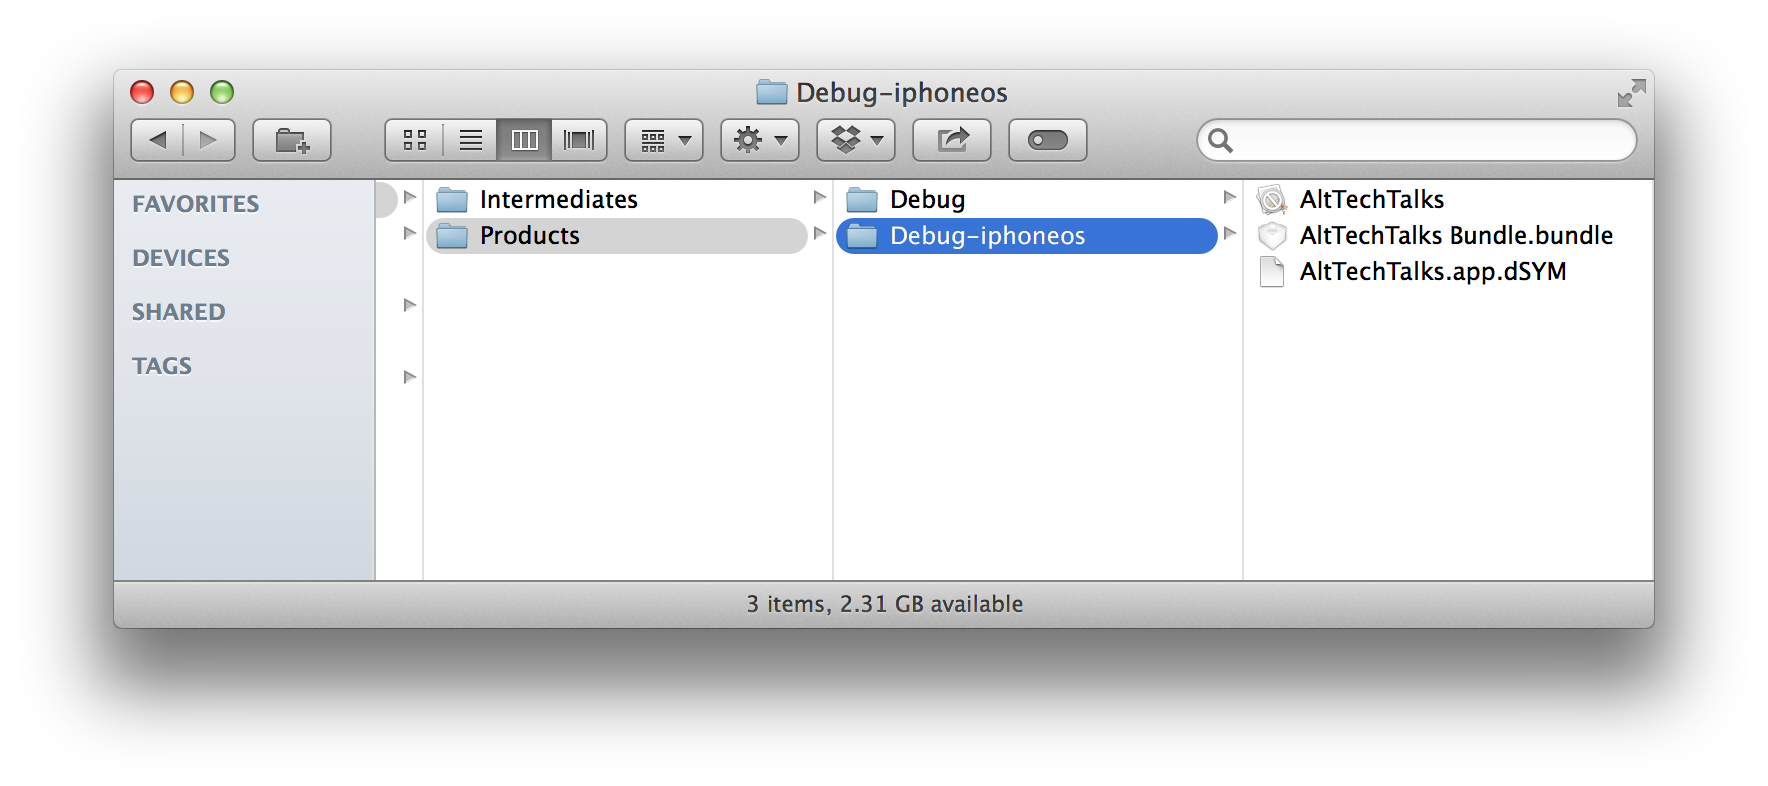 Debug-iphoneos
FAVORITES
DEVICES
SHARED
TAGS
Intermediates
Products
Debug
Debug-iphoneos
AltTechTalks
AltTechTalks Bundle.bundle
AltTechTalks.app.dSYM
3 items, 2.31 GB available